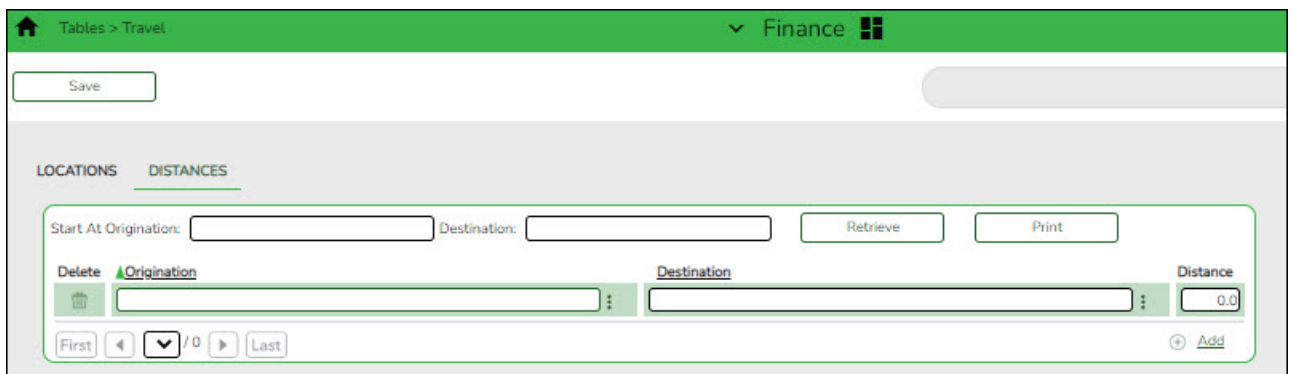 Tables > Travel Finance
Save
LOCATIONS DISTANCES
Start At Origination: Destination: Retrieve Print
Delete Origination Destination Distance
0.0
First / 0 Last Add